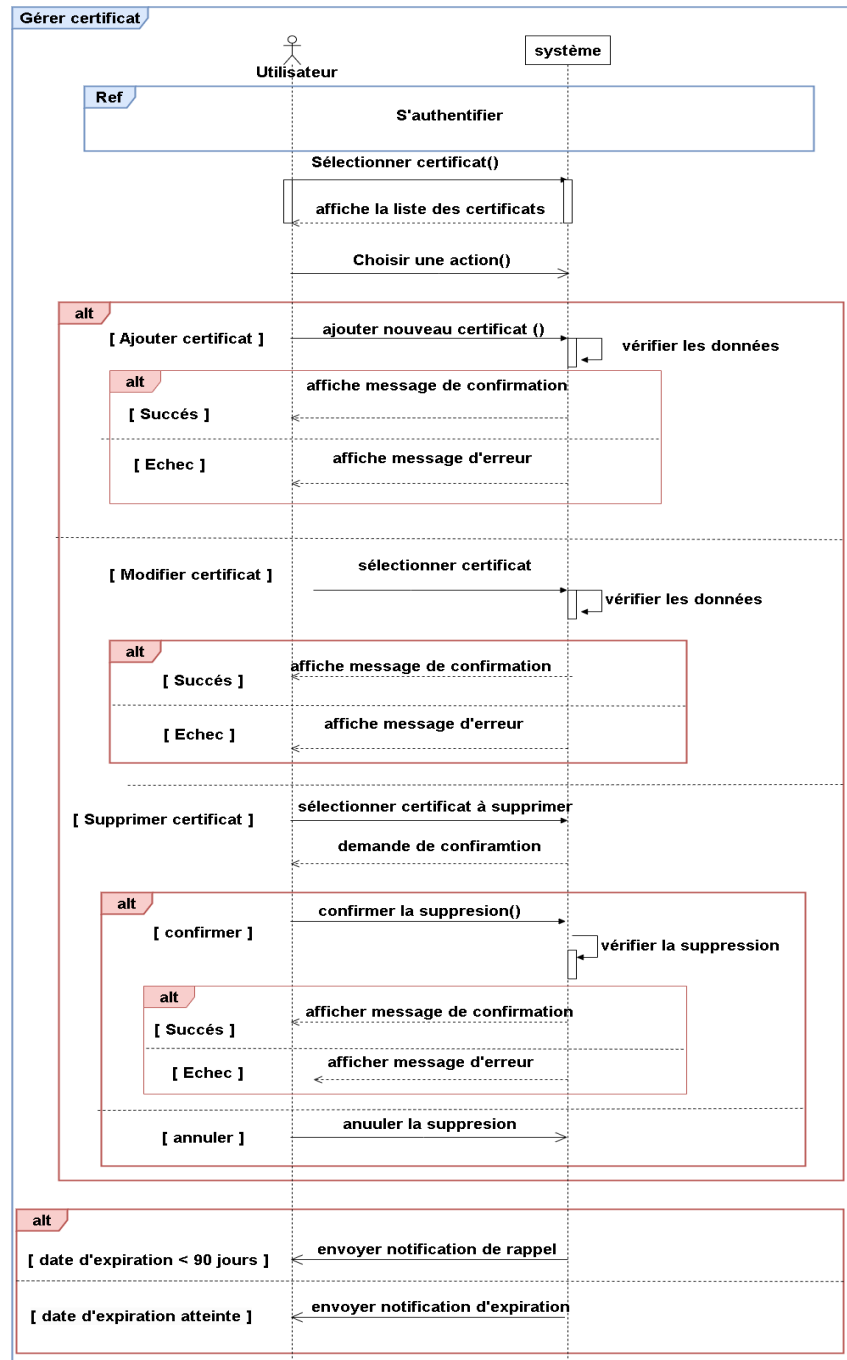 Gérer certificat
Utilisateur
système
Ref
S'authentifier
Sélectionner certificat()
affiche la liste des certificats
Choisir une action()
alt
[ Ajouter certificat ]
ajouter nouveau certificat ()
vérifier les données
alt
affiche message de confirmation
[ Succés ]
[ Echec ]
affiche message d'erreur
[ Modifier certificat ]
sélectionner certificat
vérifier les données
alt
affiche message de confirmation
[ Succés ]
affiche message d'erreur
[ Echec ]
[ Supprimer certificat ]
sélectionner certificat à supprimer
demande de confiramtion
alt
confirmer la suppresion()
[ confirmer ]
vérifier la suppression
alt
afficher message de confirmation
[ Succés ]
afficher message d'erreur
[ Echec ]
anuuler la suppresion
[ annuler ]
alt
[ date d'expiration < 90 jours ]
envoyer notification de rappel
[ date d'expiration atteinte ]
envoyer notification d'expiration